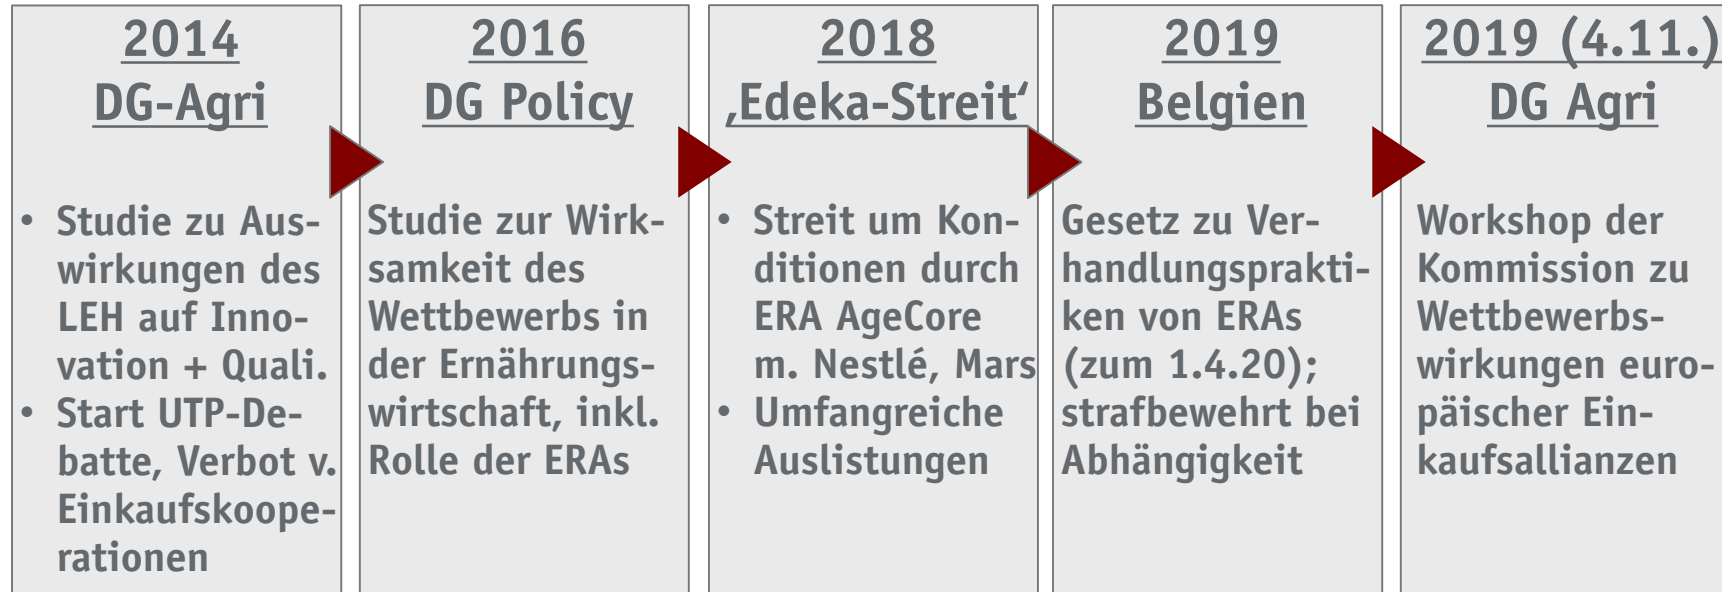 2014
DG-Agri
• Studie zu Aus-
wirkungen des
LEH auf Inno-
vation + Quali.
• Start UTP-De-
batte, Verbot v.
Einkaufskoope-
rationen
2016
DG Policy
Studie zur Wirk-
samkeit des
Wettbewerbs in
der Ernährungs-
wirtschaft, inkl.
Rolle der ERAs
2018
‚Edeka-Streit‘
• Streit um Kon-
ditionen durch
ERA AgeCore
m. Nestlé, Mars
• Umfangreiche
Auslistungen
2019
Belgien
Gesetz zu Ver-
handlungsprakti-
ken von ERAs
(zum 1.4.20);
strafbewehrt bei
Abhängigkeit
2019 (4.11.)
DG Agri
Workshop der
Kommission zu
Wettbewerbs-
wirkungen euro-
päischer Ein-
kaufsallianzen